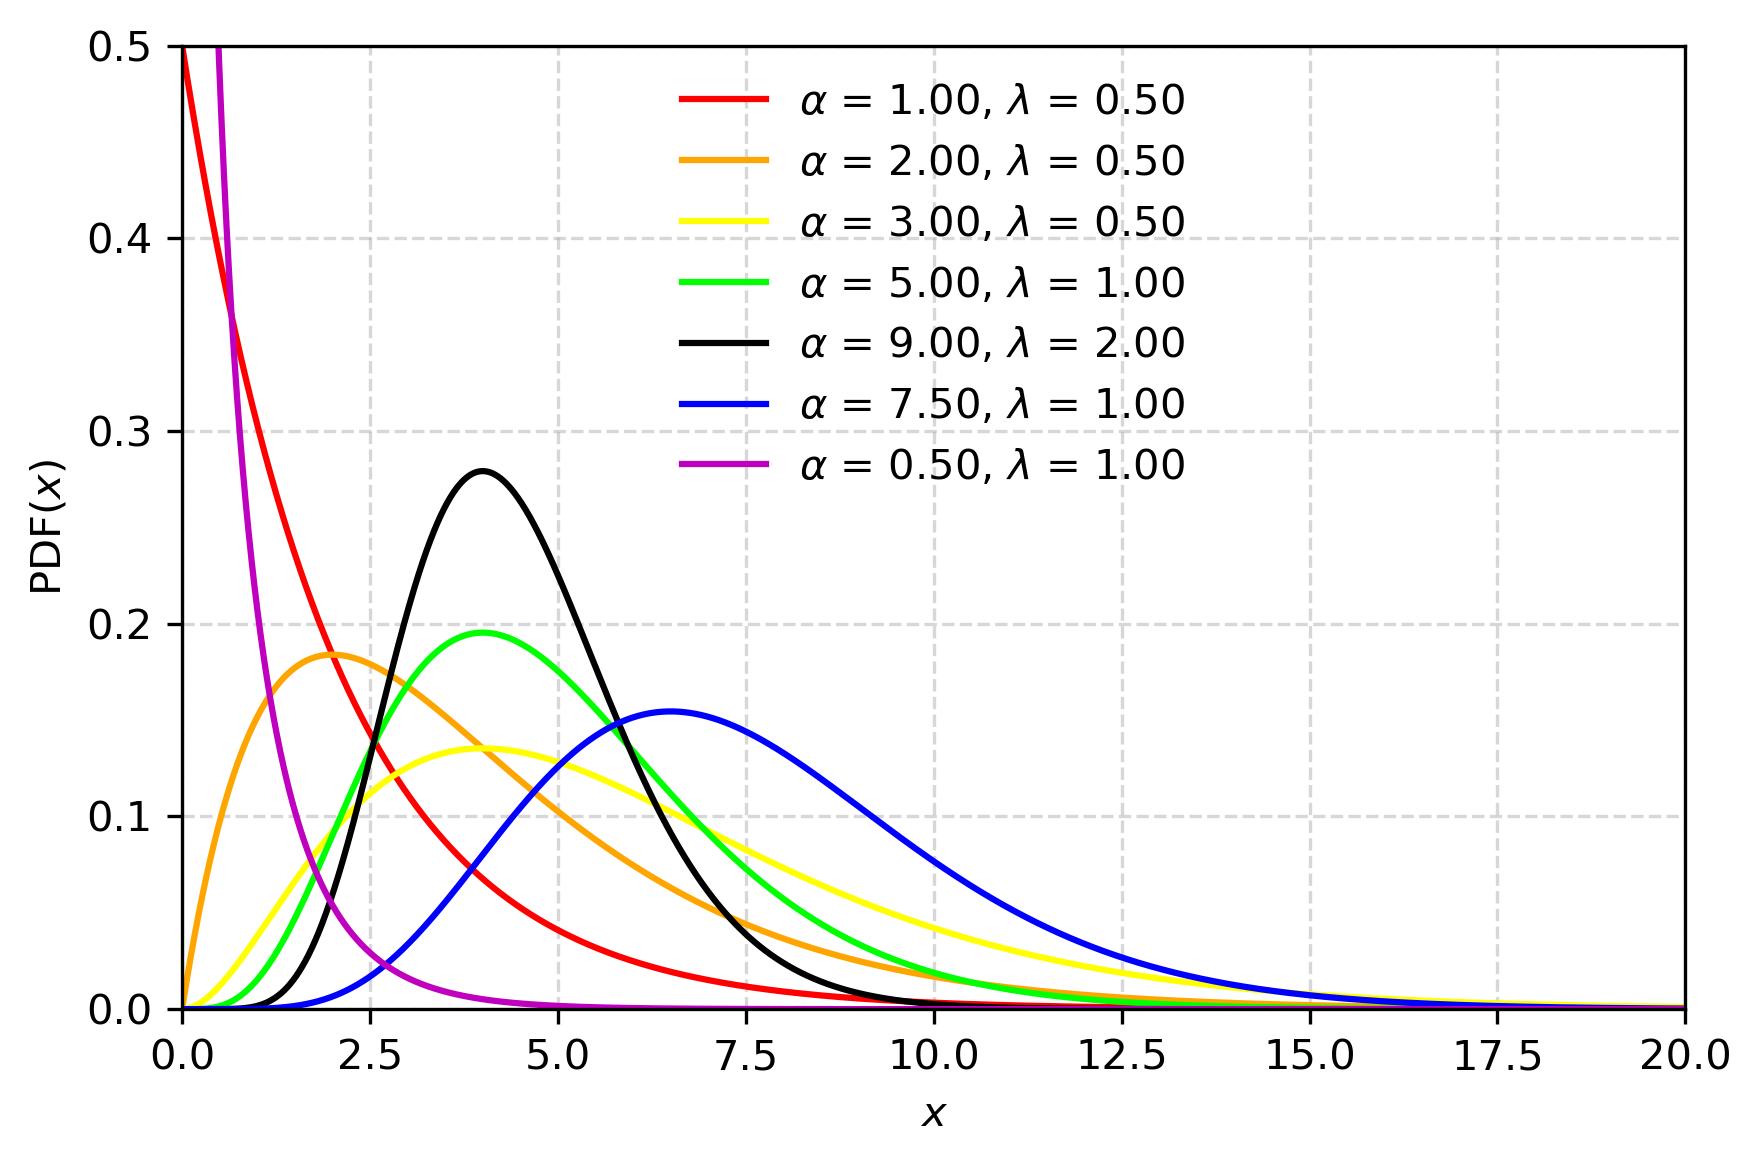 0.5
0.4
0.3
0.2
0.1
0.0
PDF(x)
α = 1.00, λ = 0.50
α = 2.00, λ = 0.50
α = 3.00, λ = 0.50
α = 5.00, λ = 1.00
α = 9.00, λ = 2.00
α = 7.50, λ = 1.00
α = 0.50, λ = 1.00
0.0 2.5 5.0 7.5 10.0 12.5 15.0 17.5 20.0
x